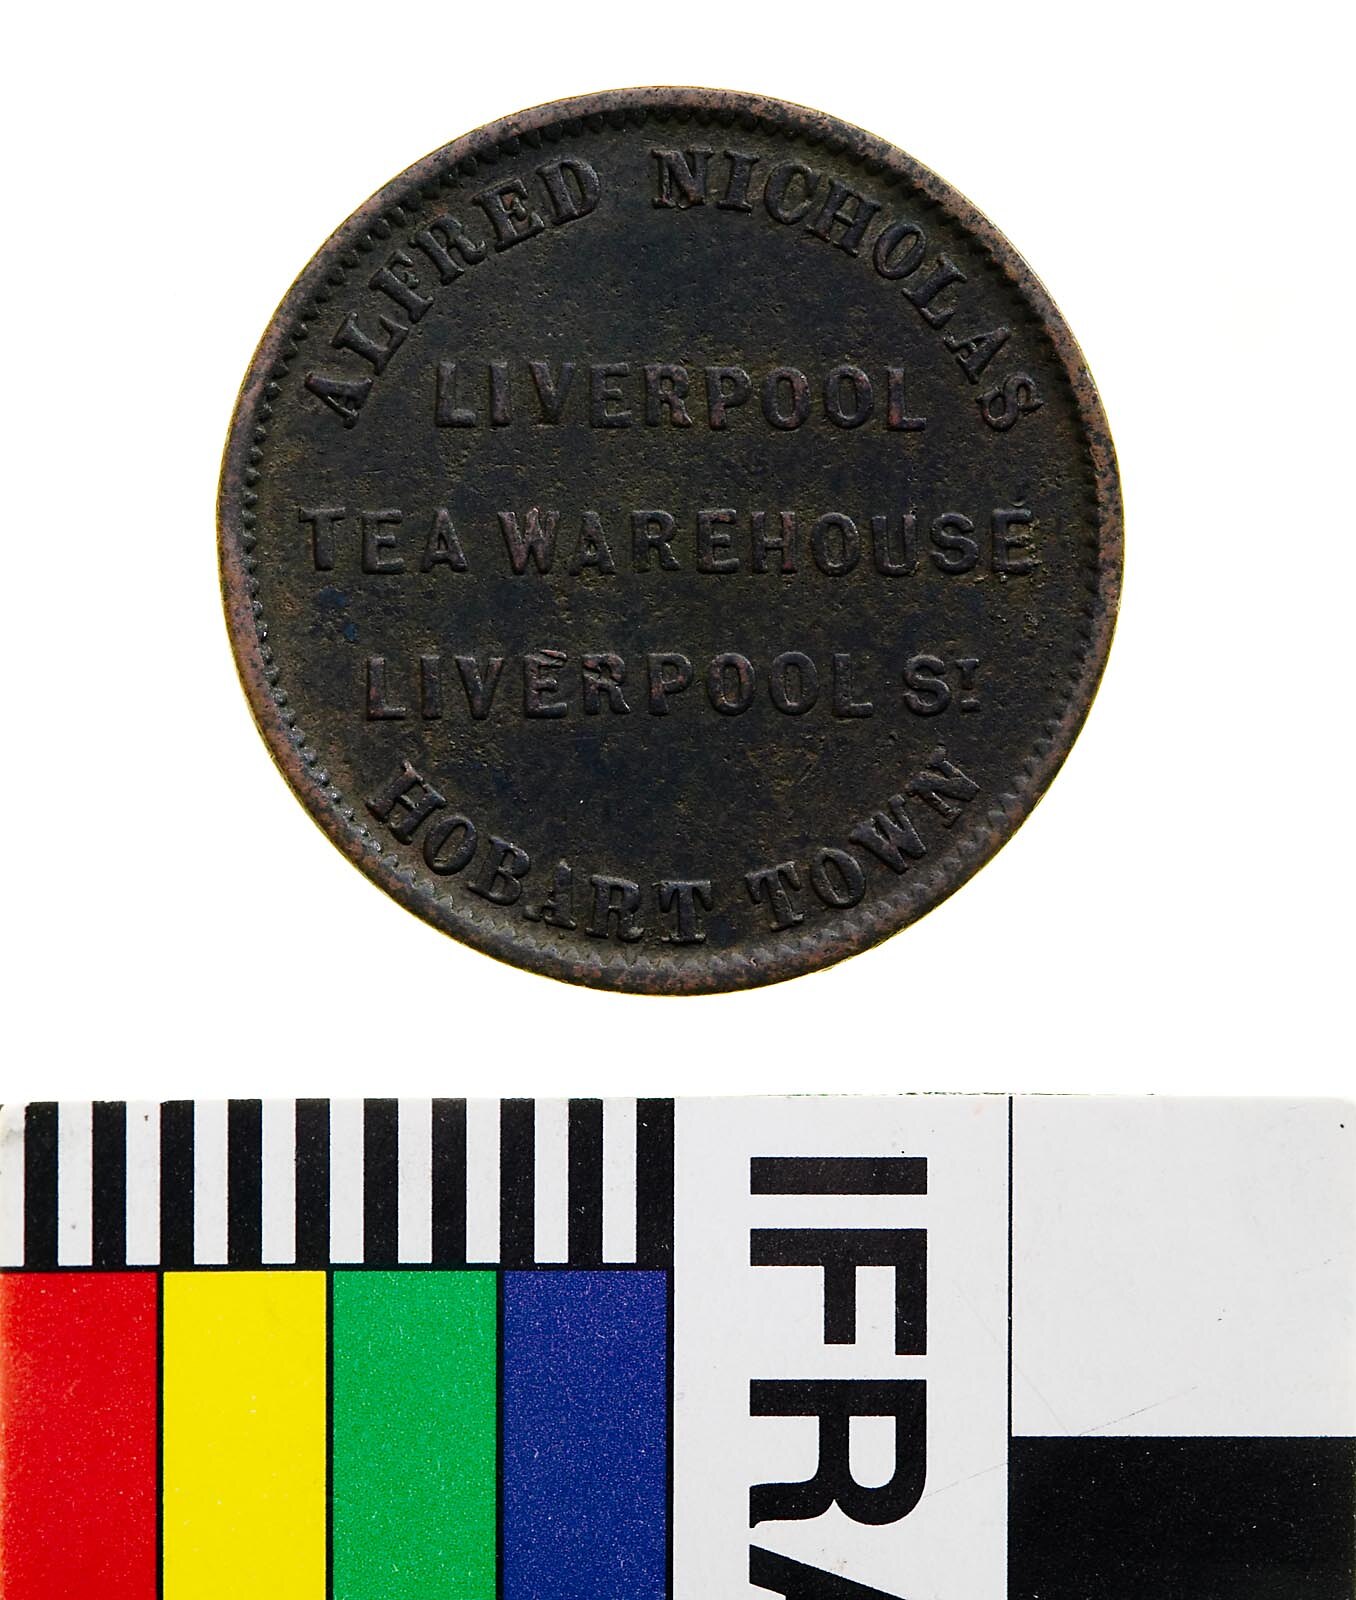 ALFRED NICHOLAS
LIVERPOOL
TEA WAREHOUSE
LIVERPOOL ST
HOBART TOWN
IFRA